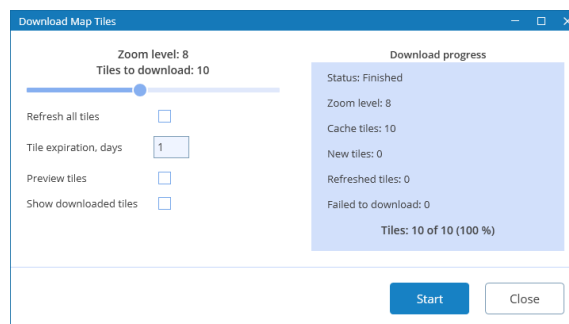 Download Map Tiles
Zoom level: 8
Tiles to download: 10
Refresh all tiles
Tile expiration, days
1
Preview tiles
Show downloaded tiles
Download progress
Status: Finished
Zoom level: 8
Cache tiles: 10
New tiles: 0
Refreshed tiles: 0
Failed to download: 0
Tiles: 10 of 10 (100 %)
Start
Close